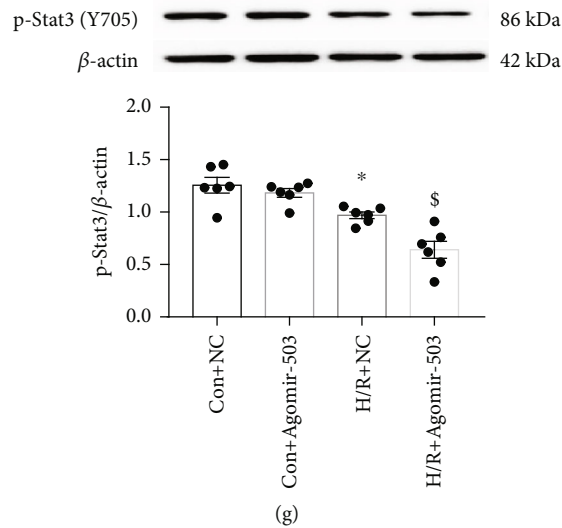 p-Stat3 (Y705) 86 kDa
β-actin 42 kDa
2.0
1.5
1.0
0.5
0.0
p-Stat3/β-actin
*
$
Con+NC
Con+Agomir-503
H/R+NC
H/R+Agomir-503
(g)